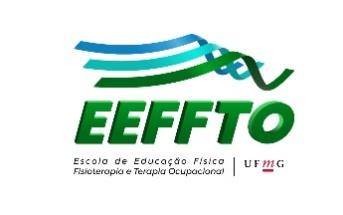 EEFFTO
Escola de Educação Física
Fisioterapia e Terapia Ocupacional
UFmG